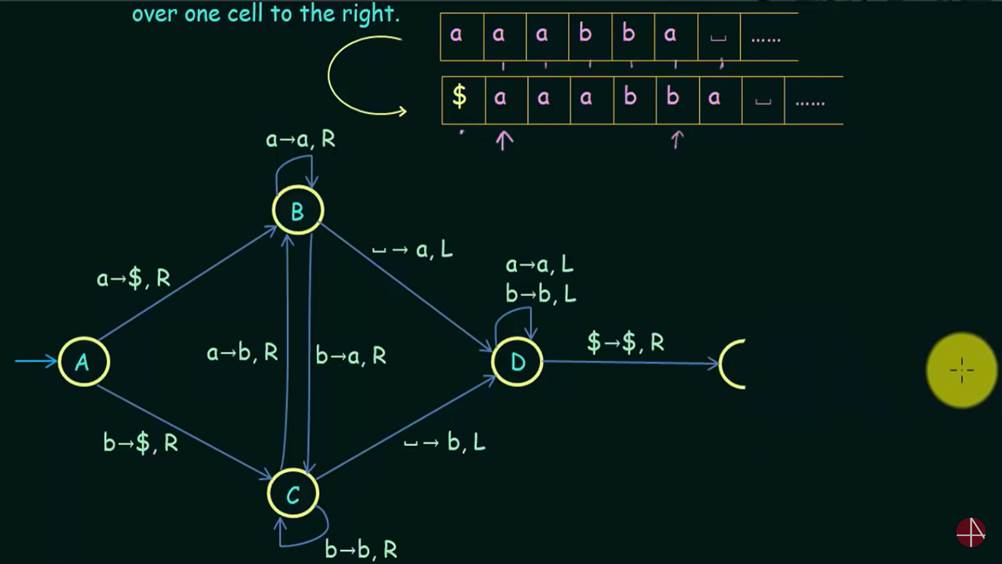 over one cell to the right.
a a a b b a ⌴ ......
$ a a a b b a ⌴ ......
a→a, R
B
⌴→a, L
a→a, L
b→b, L
a→$, R
$→$, R
a→b, R
b→a, R
A
D
b→$, R
⌴→b, L
C
b→b, R